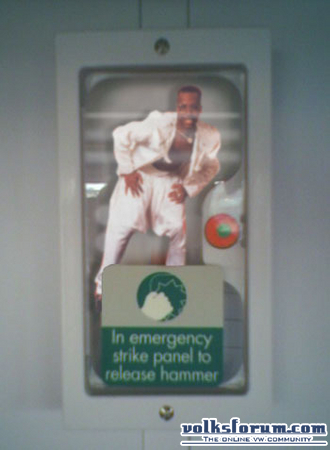 In emergency
strike panel to
release hammer
volksforum.com
THE ONLINE VW COMMUNITY